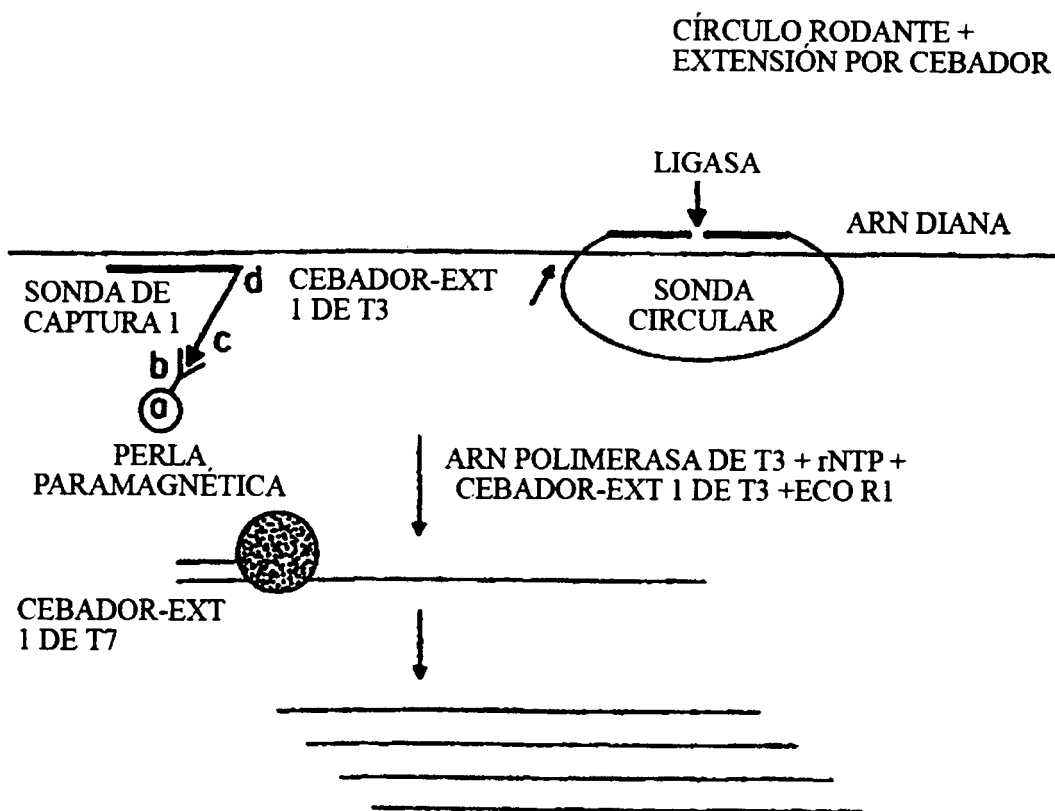 CÍRCULO RODANTE +
EXTENSIÓN POR CEBADOR
LIGASA
ARN DIANA
SONDA DE
CAPTURA 1
d
CEBADOR-EXT
1 DE T3
SONDA
CIRCULAR
c
b
a
PERLA
PARAMAGNÉTICA
ARN POLIMERASA DE T3 + rNTP +
CEBADOR-EXT 1 DE T3 +ECO R1
CEBADOR-EXT
1 DE T7